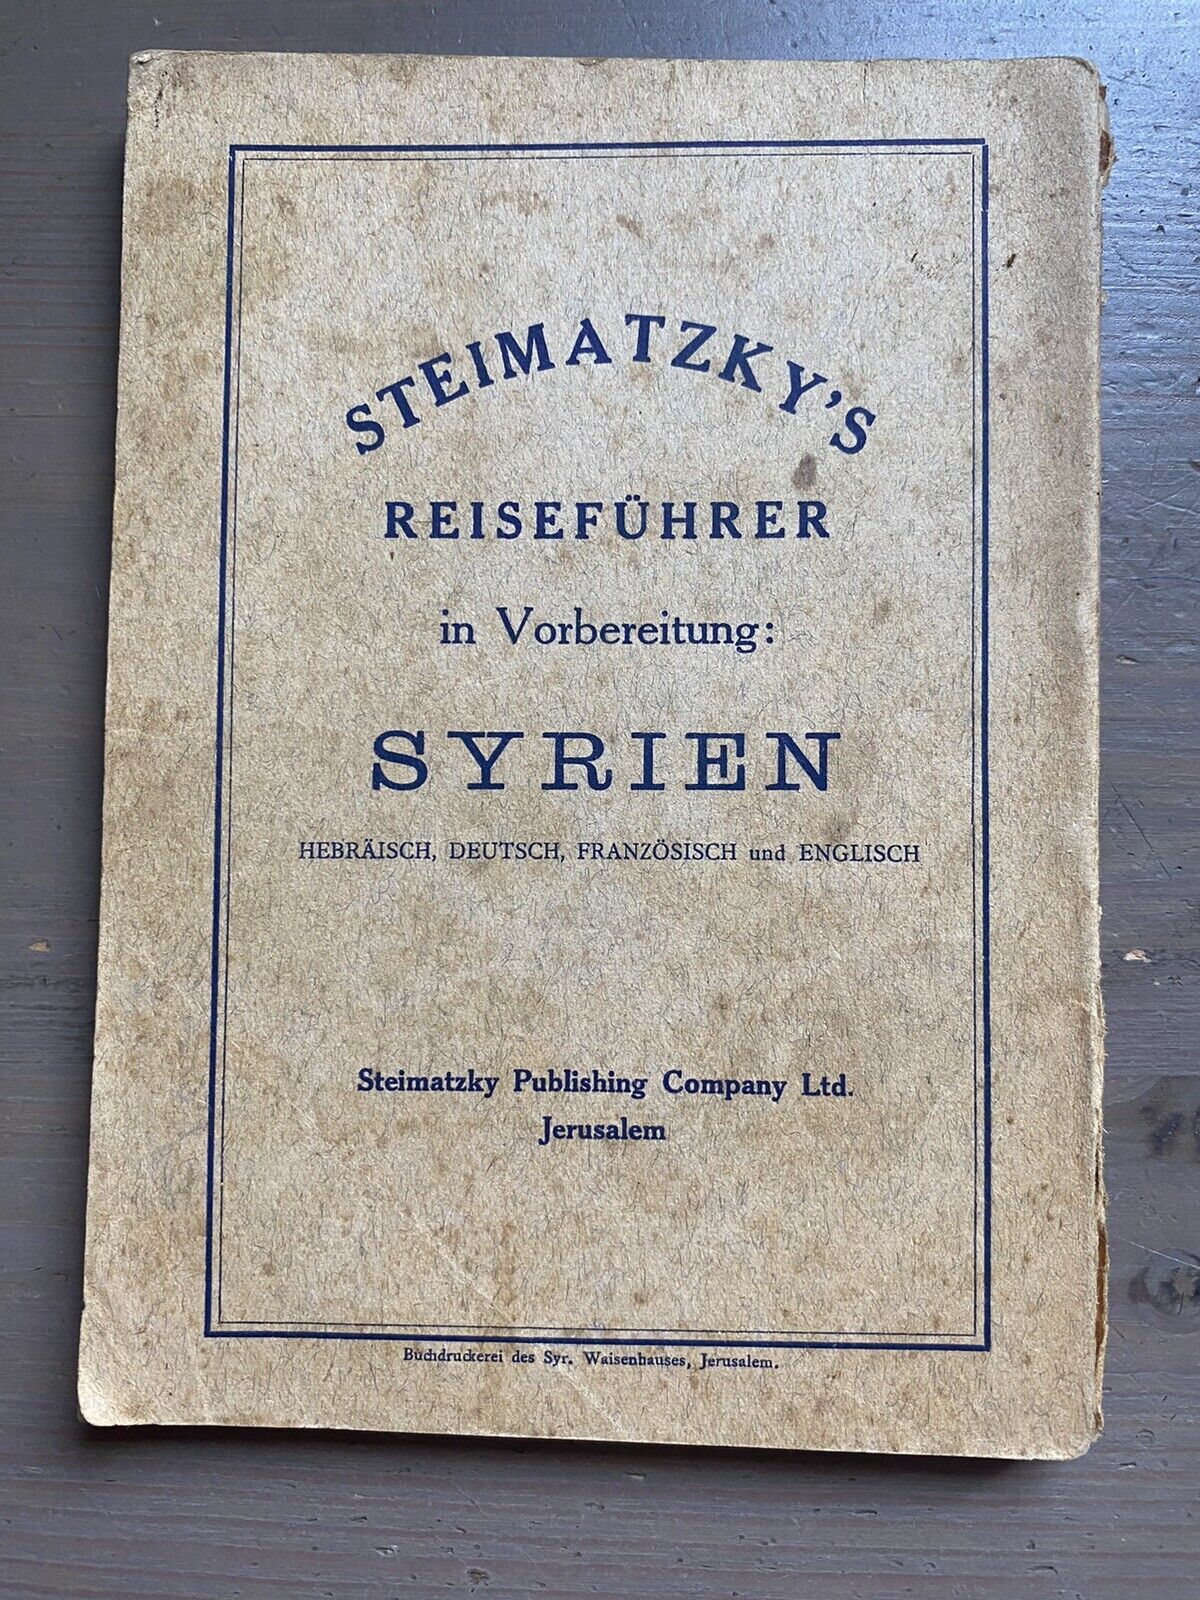 STEIMATZKY'S
REISEFÜHRER
in Vorbereitung:
SYRIEN
HEBRÄISCH, DEUTSCH, FRANZÖSISCH und ENGLISCH
Steimatzky Publishing Company Ltd.
Jerusalem
Buchdruckerei des Syr. Waisenhauses, Jerusalem.